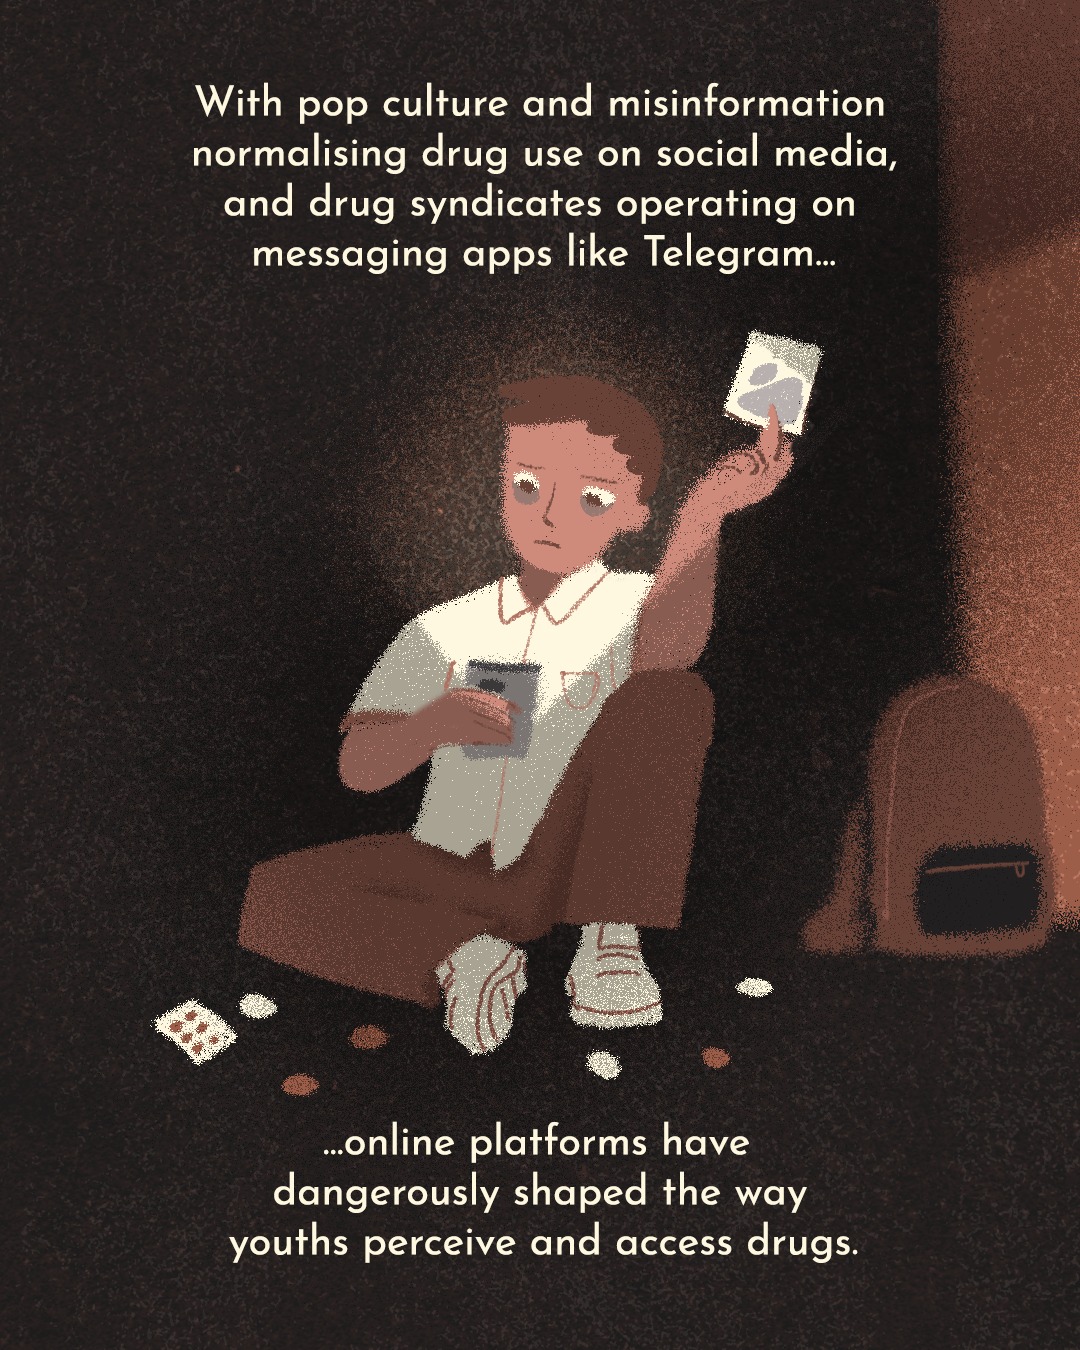 With pop culture and misinformation
normalising drug use on social media,
and drug syndicates operating on
messaging apps like Telegram...
...online platforms have
dangerously shaped the way
youths perceive and access drugs.